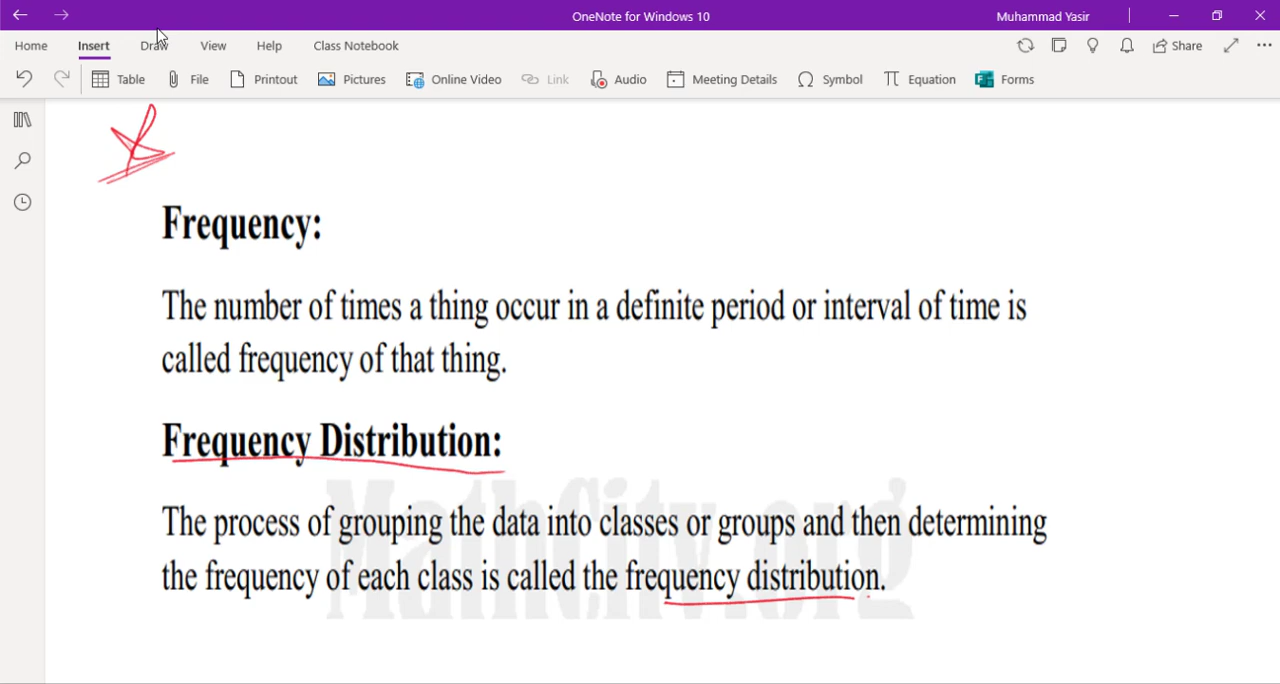 OneNote for Windows 10
Muhammad Yasir
Home Insert Draw View Help Class Notebook Share
Table File Printout Pictures Online Video Link Audio Meeting Details Symbol Equation Forms
Frequency:
The number of times a thing occur in a definite period or interval of time is
called frequency of that thing.
Frequency Distribution:
The process of grouping the data into classes or groups and then determining
the frequency of each class is called the frequency distribution.
MathCity.org